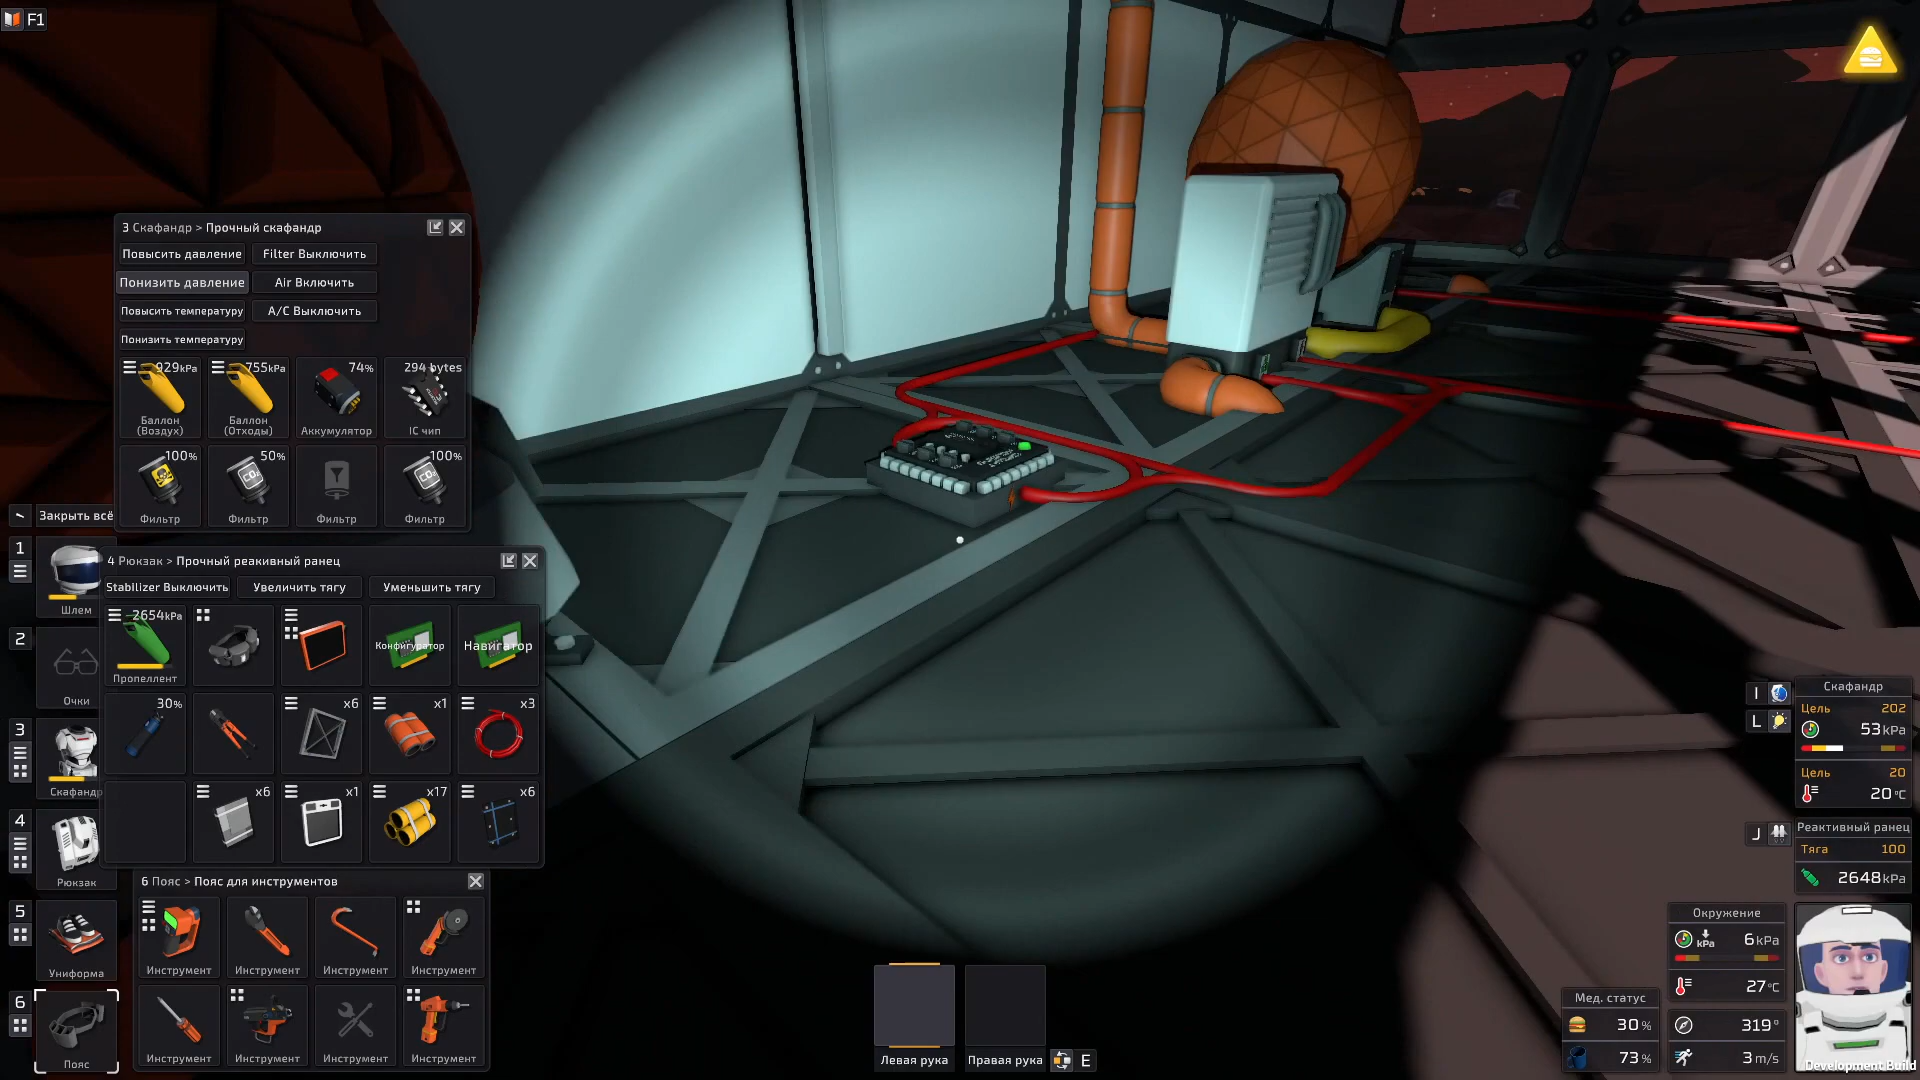 F1
3 Скафандр > Прочный скафандр
Повысить давление
Filter Выключить
Понизить давление
Air Включить
Повысить температуру
A/C Выключить
Понизить температуру
929kPa
Баллон (Воздух)
755kPa
Баллон (Отходы)
74%
Аккумулятор
294 bytes
IC чип
100%
Фильтр
50%
Фильтр
Фильтр
100%
Фильтр
Закрыть всё
1
Шлем
2
Очки
3
Скафандр
4
Рюкзак
5
Униформа
6
Пояс
4 Рюкзак > Прочный реактивный ранец
Stabilizer Выключить
Увеличить тягу
Уменьшить тягу
2654kPa
Пропеллент
Конфигуратор
Навигатор
30%
x6
x1
x3
x6
x1
x17
x6
6 Пояс > Пояс для инструментов
Инструмент
Инструмент
Инструмент
Инструмент
Инструмент
Инструмент
Инструмент
Инструмент
Левая рука
Правая рука
E
I
L
Скафандр
Цель 202
53kPa
Цель 20
20°C
J
Реактивный ранец
Тяга 100
2648kPa
Окружение
kPa
6kPa
27°C
Мед. статус
30%
73%
319°
3m/s
Development Build